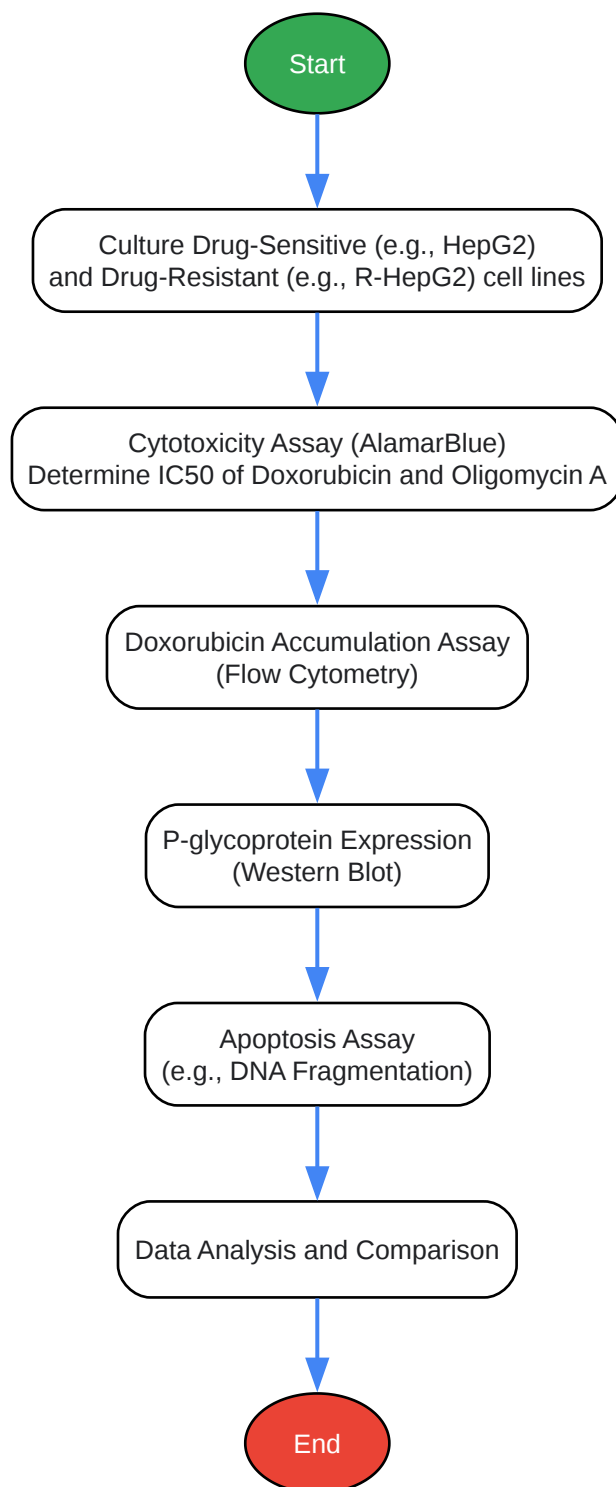 Start
Culture Drug-Sensitive (e.g., HepG2)
and Drug-Resistant (e.g., R-HepG2) cell lines
Cytotoxicity Assay (AlamarBlue)
Determine IC50 of Doxorubicin and Oligomycin A
Doxorubicin Accumulation Assay
(Flow Cytometry)
P-glycoprotein Expression
(Western Blot)
Apoptosis Assay
(e.g., DNA Fragmentation)
Data Analysis and Comparison
End